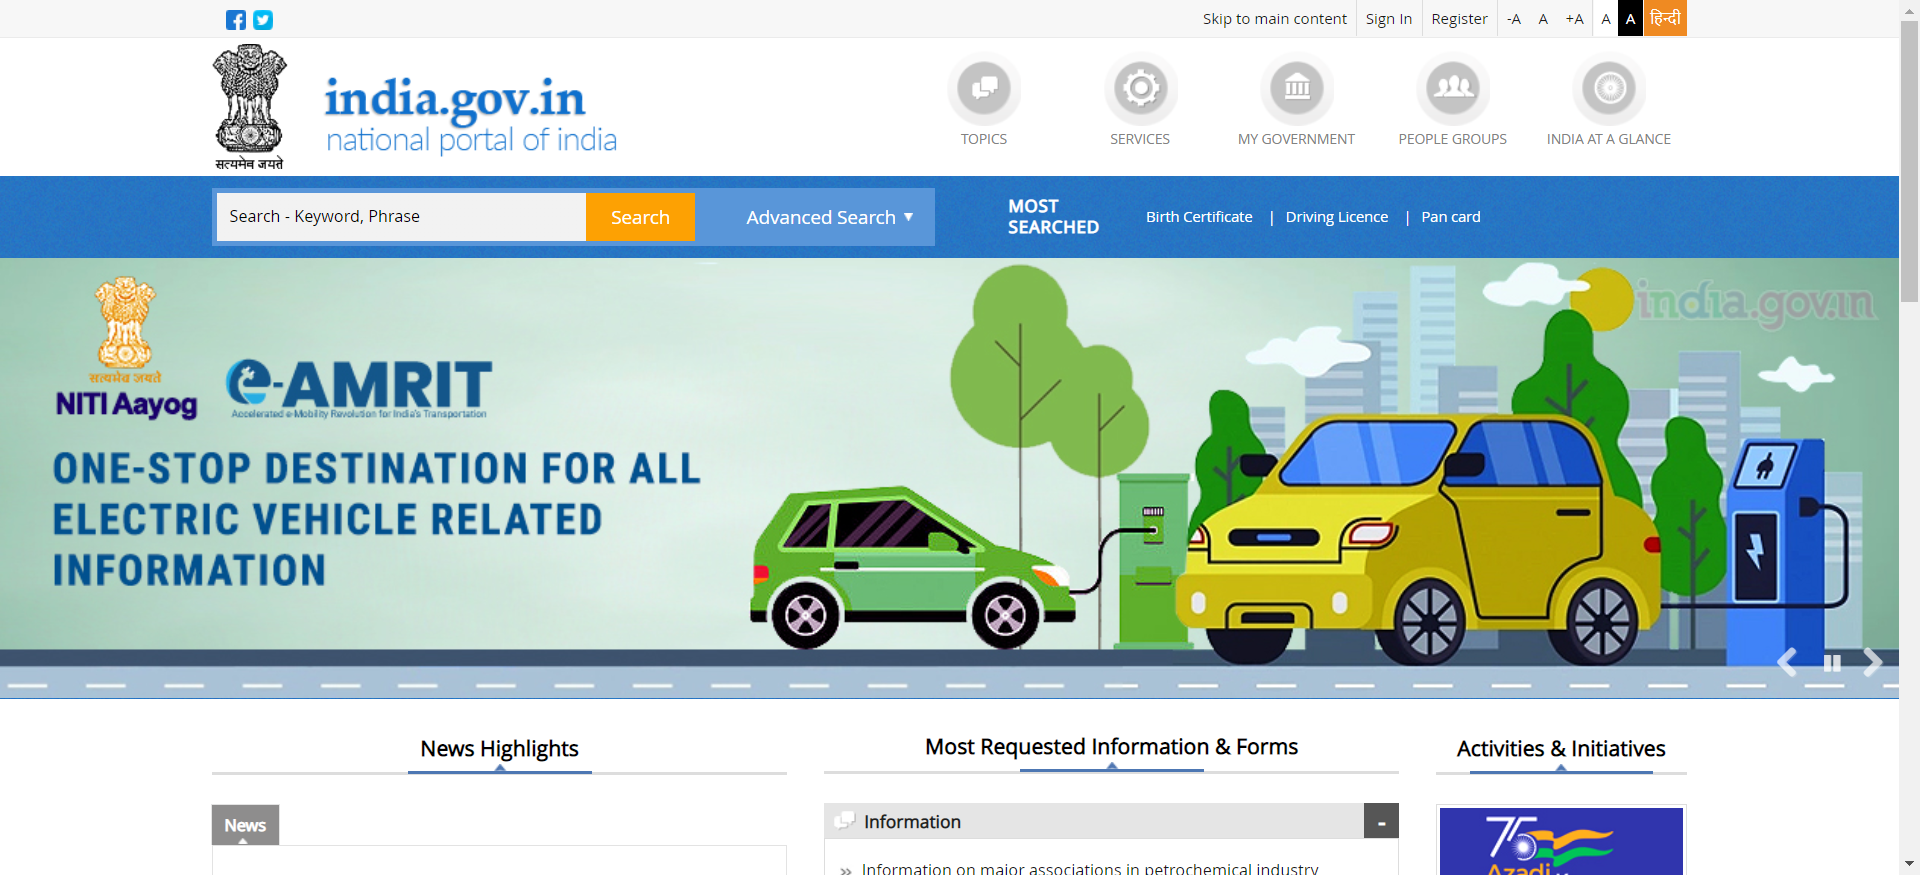 Skip to main content
Sign In
Register
-A
A
+A
A
A
हिन्दी
सत्यमेव जयते
india.gov.in
national portal of india
TOPICS
SERVICES
MY GOVERNMENT
PEOPLE GROUPS
INDIA AT A GLANCE
Search - Keyword, Phrase
Search
Advanced Search
MOST
SEARCHED
Birth Certificate | Driving Licence | Pan card
सत्यमेव जयते
NITI Aayog
e-AMRIT
Accelerated e-Mobility Revolution for India's Transportation
india.gov.in
ONE-STOP DESTINATION FOR ALL
ELECTRIC VEHICLE RELATED
INFORMATION
News Highlights
Most Requested Information & Forms
Activities & Initiatives
News
Information
-
Information on major associations in petrochemical industry
75
Azadi